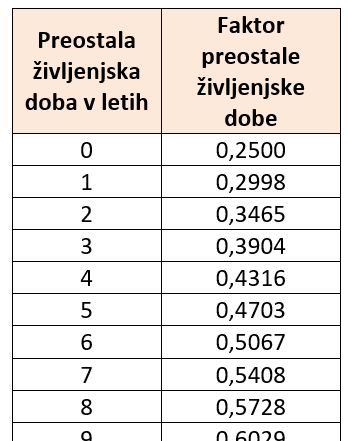 Preostala
življenjska
doba v letih
Faktor
preostale
življenjske
dobe
0 0,2500
1 0,2998
2 0,3465
3 0,3904
4 0,4316
5 0,4703
6 0,5067
7 0,5408
8 0,5728
9 0,6029